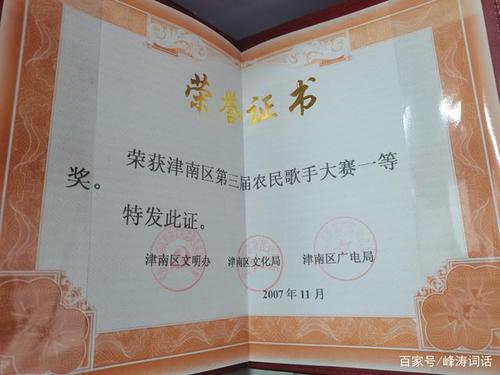 荣誉证书
荣获津南区第三届农民歌手大赛一等
奖。
特发此证。
津南区文明办 津南区文化局 津南区广电局
2007年11月
百家号/峰涛词话